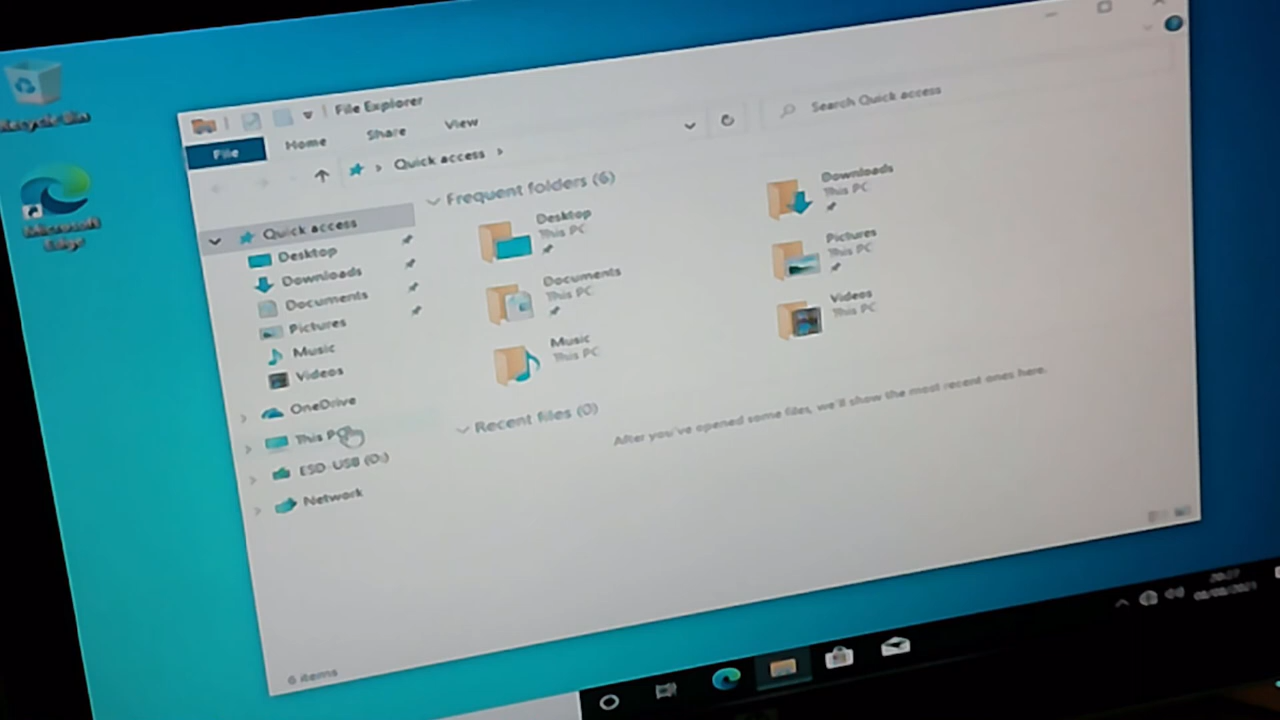 Recycle Bin
Microsoft
Edge
File Explorer
File
Home
Share
View
Quick access
Search Quick access
Quick access
Desktop
Downloads
Documents
Pictures
Music
Videos
OneDrive
This PC
ESD-USB (D:)
Network
Frequent folders (6)
Desktop
This PC
Downloads
This PC
Documents
This PC
Pictures
This PC
Music
This PC
Videos
This PC
Recent files (0)
After you've opened some files, we'll show the most recent ones here.
6 items